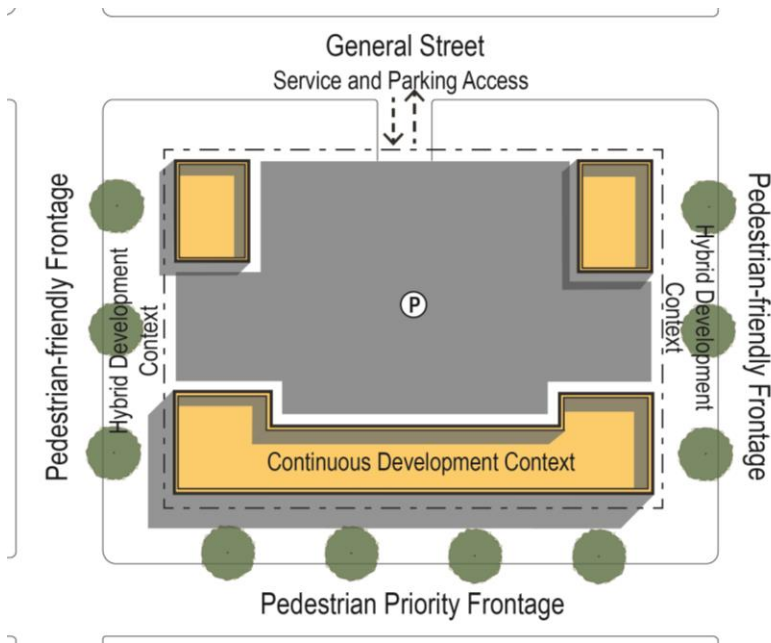 General Street
Service and Parking Access
Pedestrian-friendly Frontage
Hybrid Development
Context
P
Hybrid Development
Context
Pedestrian-friendly Frontage
Continuous Development Context
Pedestrian Priority Frontage